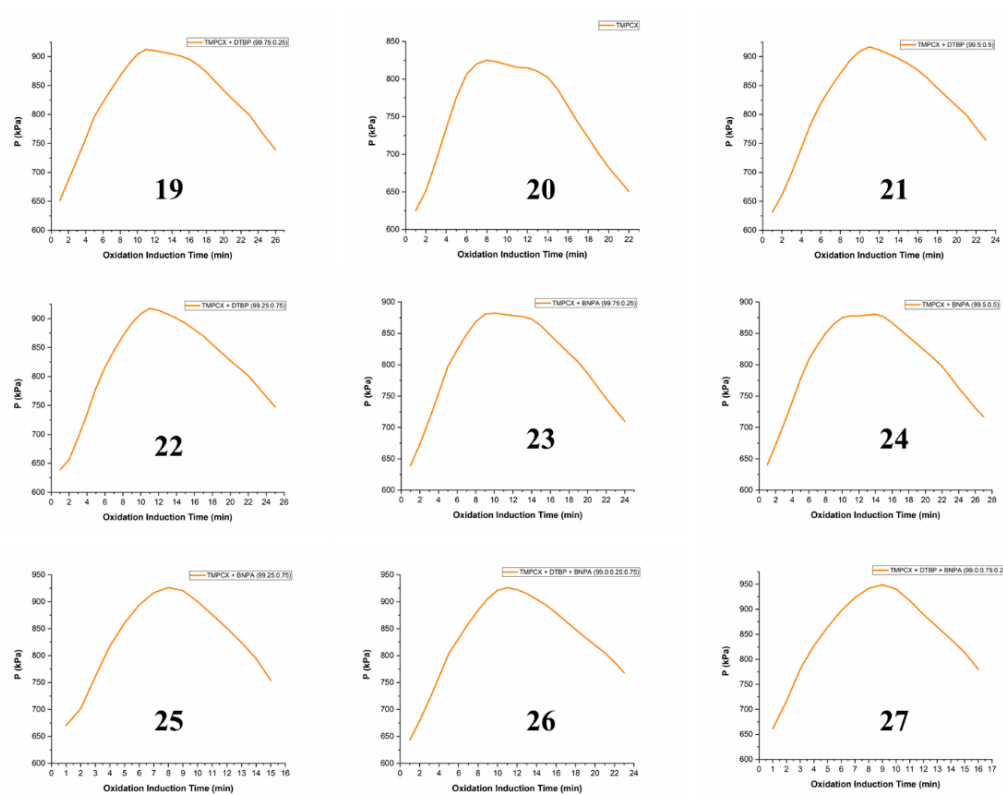 TMPCX + DTBP (99.75:0.25)
P (kPa)
900
850
800
750
700
650
600
0 2 4 6 8 10 12 14 16 18 20 22 24 26
Oxidation Induction Time (min)
19
TMPCX
P (kPa)
850
800
750
700
650
600
0 2 4 6 8 10 12 14 16 18 20 22
Oxidation Induction Time (min)
20
TMPCX + DTBP (99.5:0.5)
P (kPa)
900
850
800
750
700
650
600
0 2 4 6 8 10 12 14 16 18 20 22 24
Oxidation Induction Time (min)
21
TMPCX + DTBP (99.25:0.75)
P (kPa)
900
850
800
750
700
650
600
0 2 4 6 8 10 12 14 16 18 20 22 24 26
Oxidation Induction Time (min)
22
TMPCX + BNPA (99.75:0.25)
P (kPa)
900
850
800
750
700
650
600
0 2 4 6 8 10 12 14 16 18 20 22 24
Oxidation Induction Time (min)
23
TMPCX + BNPA (99.5:0.5)
P (kPa)
900
850
800
750
700
650
600
0 2 4 6 8 10 12 14 16 18 20 22 24 26 28
Oxidation Induction Time (min)
24
TMPCX + BNPA (99.25:0.75)
P (kPa)
950
900
850
800
750
700
650
600
0 1 2 3 4 5 6 7 8 9 10 11 12 13 14 15 16
Oxidation Induction Time (min)
25
TMPCX + DTBP + BNPA (99.0:0.25:0.75)
P (kPa)
950
900
850
800
750
700
650
600
0 2 4 6 8 10 12 14 16 18 20 22 24
Oxidation Induction Time (min)
26
TMPCX + DTBP + BNPA (99.0:0.75:0.2
P (kPa)
950
900
850
800
750
700
650
600
0 1 2 3 4 5 6 7 8 9 10 11 12 13 14 15 16 17
Oxidation Induction Time (min)
27